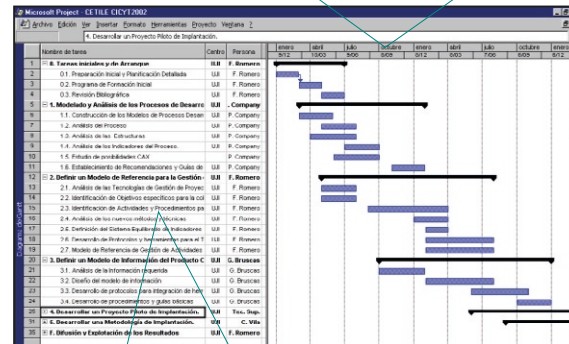 Microsoft Project - CETILE CICYT2002
Archivo Edición Ver Insertar Formato Herramientas Proyecto Ventana ?
4. Desarrollar un Proyecto Piloto de Implantación.
Nombre de tarea Centro Persona enero abril julio octubre enero abril julio octubre enero
9/12 10/03 9/06 8/09 8/12 8/03 6/12
1 0. Tareas iniciales y de Arranque UJI F. Romero
2 0.1. Preparación Inicial y Planificación Detallada UJI F. Romero
3 0.2. Programa de Formación Inicial UJI F. Romero
4 0.3. Revisión Bibliográfica UJI F. Romero
5 1. Modelado y Análisis de los Procesos de Desarro UJI . Company
6 1.1. Construcción de los Modelos de Procesos Desarr UJI P. Company
7 1.2. Análisis del Proceso UJI P. Company
8 1.3. Análisis de las Estructuras UJI P. Company
9 1.4. Análisis de los Indicadores del Proceso. UJI P. Company
10 1.5. Estudio de posibilidades CAX UJI P. Company
11 1.6. Establecimiento de Recomendaciones y Guías de UJI P. Company
12 2. Definir un Modelo de Referencia para la Gestión UJI F. Romero
13 2.1. Análisis de las Tecnologías de Gestión de Proyec UJI F. Romero
14 2.2. Identificación de Objetivos específicos para la col UJI F. Romero
15 2.3. Identificación de Actividades y Procedimientos pa UJI F. Romero
16 2.4. Análisis de los nuevos métodos y técnicas UJI F. Romero
17 2.5. Definición del Sistema Equilibrado de Indicadores UJI F. Romero
18 2.6. Desarrollo de Protocolos y herramientas para el T UJI F. Romero
19 2.7. Modelo de Referencia de Gestión de Actividades UJI F. Romero
20 3. Definir un Modelo de Información del Producto C UJI G. Bruscas
21 3.1. Análisis de la Información requerida UJI G. Bruscas
22 3.2. Diseño del modelo de información UJI G. Bruscas
23 3.3. Desarrollo de protocolos para integración de her UJI G. Bruscas
24 3.4. Desarrollo de procedimientos y guías básicas UJI G. Bruscas
25 4. Desarrollar un Proyecto Piloto de Implantación. UJI Tec. Sup.
31 5. Desarrollar una Metodología de Implantación. UJI C. Vila
35 F. Difusión y Explotación de los Resultados UJI F. Romero
Diagrama de Gantt